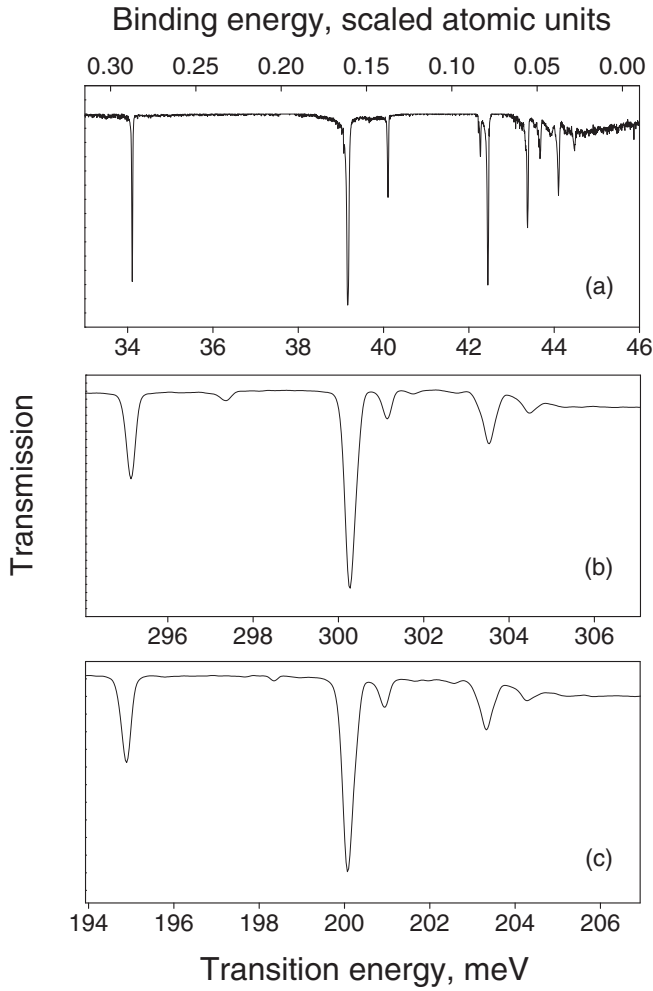 Binding energy, scaled atomic units
0.30 0.25 0.20 0.15 0.10 0.05 -0.00
(a)
34 36 38 40 42 44 46
Transmission
(b)
296 298 300 302 304 306
(c)
194 196 198 200 202 204 206
Transition energy, meV